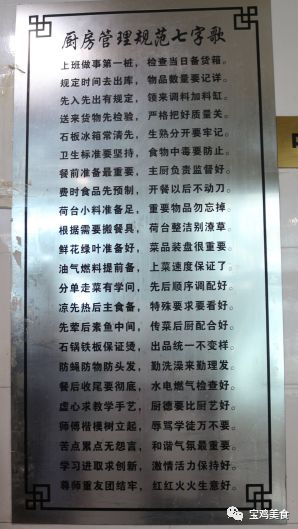 厨房管理规范七字歌
上班做事第一桩，检查当日备货箱。
规定时间去出库，物品数量要记详。
先入先出有规定，领来调料加料缸。
送来货物先检验，严格把好质量关。
石板冰箱常清先，生熟分开要牢记。
卫生标准要坚持，食物中毒要防止。
餐前准备最重要，主厨负责监督好。
费时食品先预制，开餐以后不动刀。
荷台小料准备足，重要物品勿忘掉。
根据需要搬餐具，荷台整洁别潦草。
鲜花绿叶准备好，菜品装盘很重要。
油气燃料提前备，上菜速度保证了。
分单走菜有学问，先后顺序调配好。
凉先热后主食备，特殊要求要看好。
先荤后素鱼中间，传菜后厨配合好。
石锅铁板保证烫，出品统一不变样。
防蝇防物防头发，勤洗澡来勤理发。
餐后收尾要彻底，水电燃气检查好。
虚心求教学手艺，厨德要比厨艺好。
师傅楷模树立起，辱骂学徒万不要。
苦点累点无怨言，和谐气氛最重要。
学习进取求创新，激情活力保持好。
尊师重友团结牢，红红火火生意好。
宝鸡美食